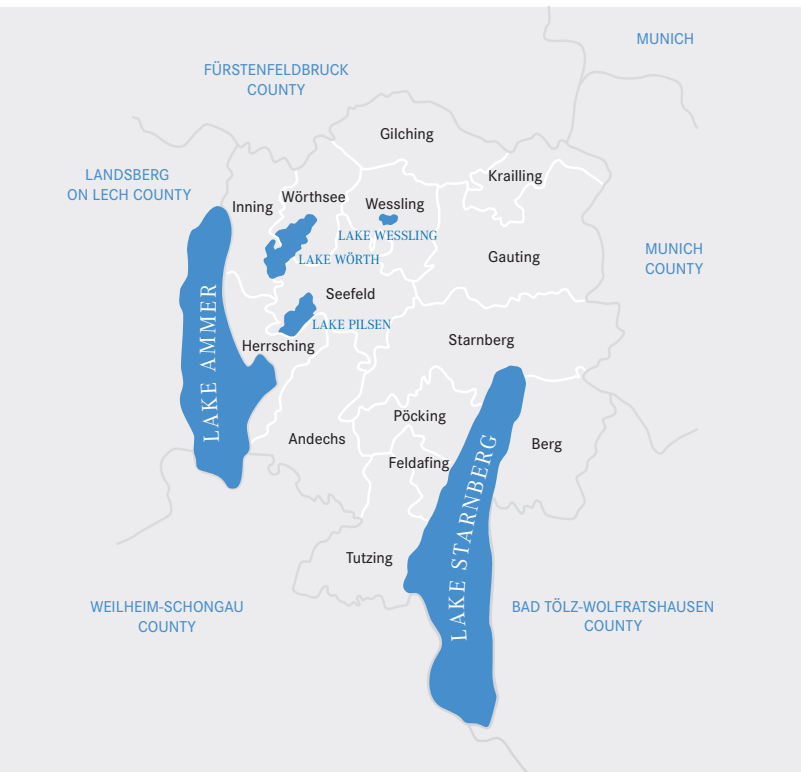 MUNICH
FÜRSTENFELDBRUCK
COUNTY
Gilching
LANDSBERG
ON LECH COUNTY
Krailling
Inning
Wörthsee
Wessling
LAKE WESSLING
LAKE WÖRTH
Gauting
MUNICH
COUNTY
Seefeld
LAKE PILSEN
LAKE AMMER
Herrsching
Starnberg
Pöcking
Andechs
Berg
Feldafing
LAKE STARNBERG
Tutzing
WEILHEIM-SCHONGAU
COUNTY
BAD TÖLZ-WOLFRATSHAUSEN
COUNTY